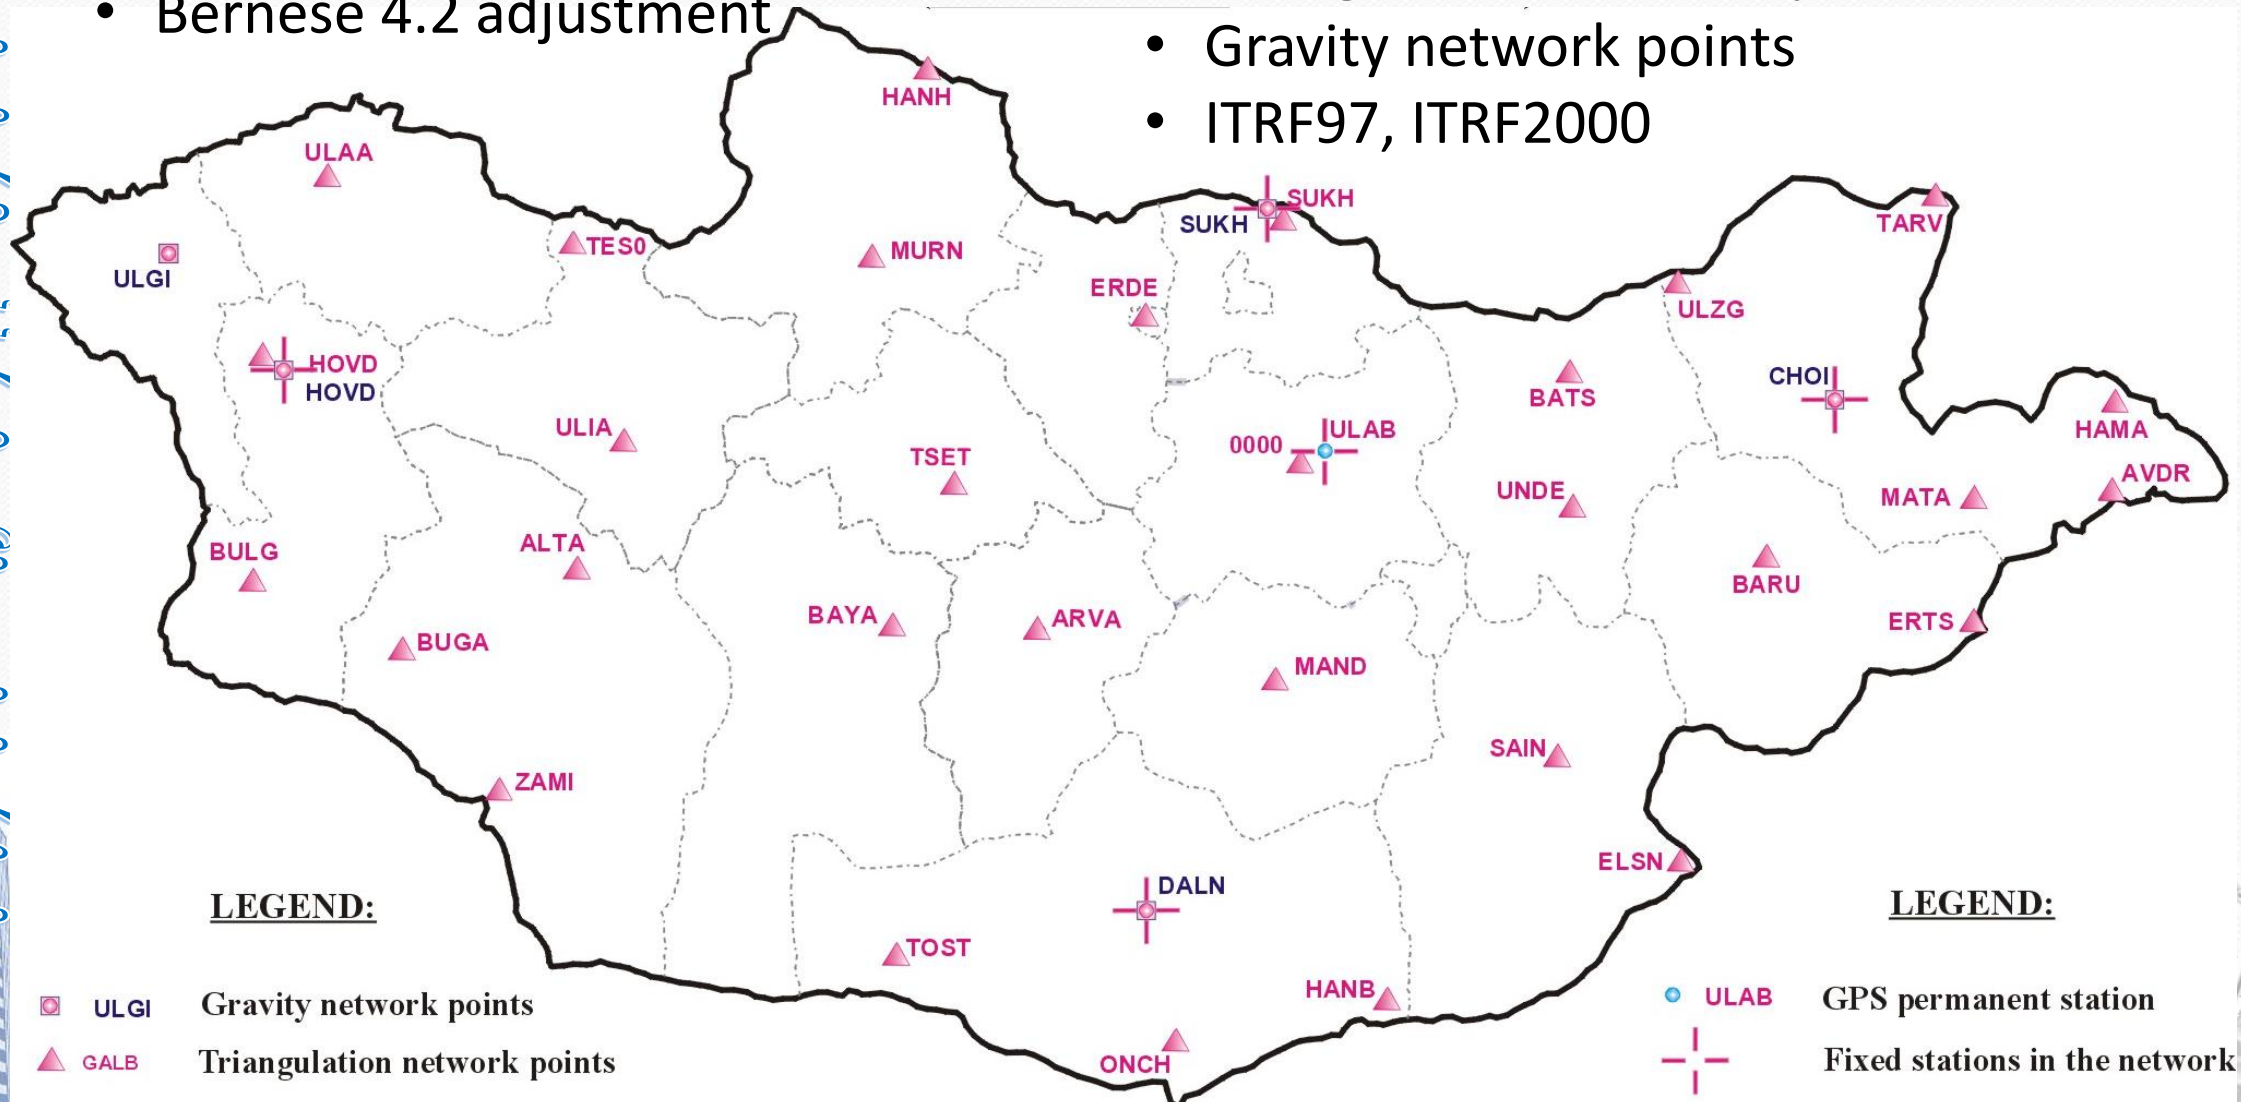 • Bernese 4.2 adjustment
• Gravity network points
• ITRF97, ITRF2000
HANH
ULAA
SUKH
SUKH
TARV
TES0
MURN
ULGI
ERDE
ULZG
HOVD
HOVD
CHOI
BATS
HAMA
ULIA
0000
ULAB
TSET
AVDR
UNDE
MATA
ALTA
BULG
BARU
BAYA
ARVA
ERTS
BUGA
MAND
SAIN
ZAMI
ELSN
DALN
TOST
HANB
ONCH
LEGEND:
ULGI Gravity network points
GALB Triangulation network points
LEGEND:
ULAB GPS permanent station
Fixed stations in the network